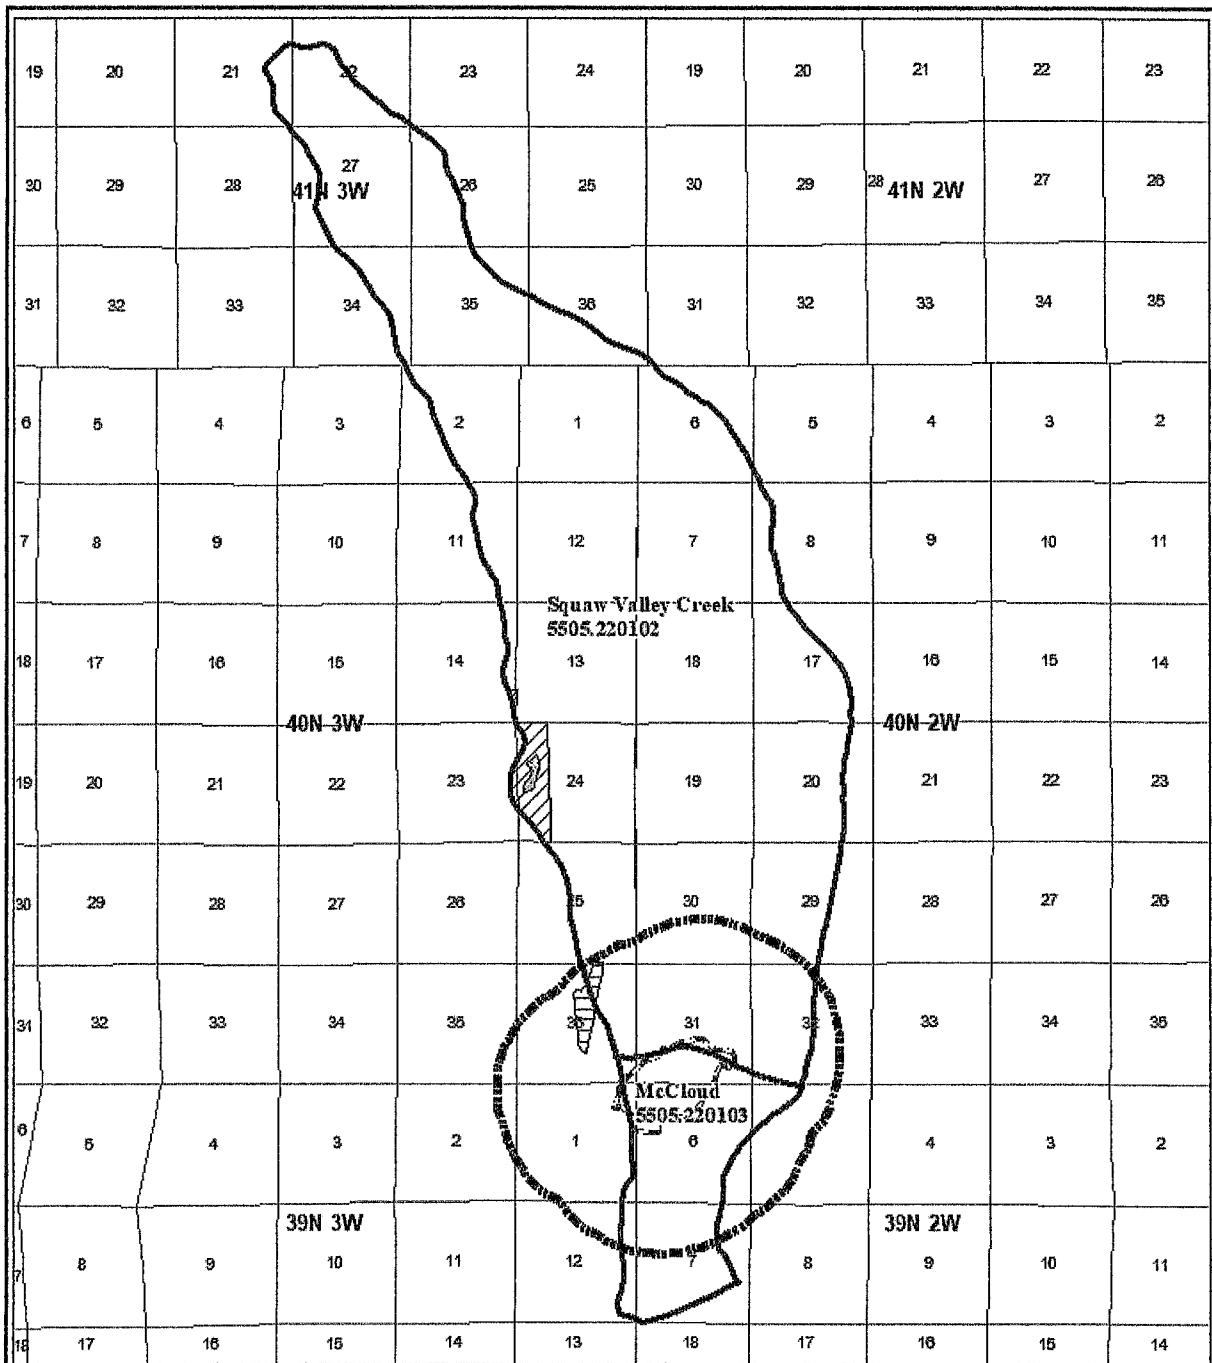 19 20 21 22 23 24 19 20 21 22 23
27
30 29 28 26 25 30 29 28 27 26
41N 3W 41N 2W
31 32 33 34 35 36 31 32 33 34 35
6 5 4 3 2 1 6 5 4 3 2
7 8 9 10 11 12 7 8 9 10 11
Squaw Valley Creek
5505.220102
18 17 16 15 14 13 18 17 16 15 14
40N 3W 40N 2W
19 20 21 22 23 24 19 20 21 22 23
30 29 28 27 26 25 30 29 28 27 26
31 32 33 34 35 36 31 32 33 34 35
McCloud
5505.220103
6 5 4 3 2 1 6 4 3 2
39N 3W 39N 2W
7 8 9 10 11 12 7 8 9 10 11
18 17 16 15 14 13 18 17 16 15 14